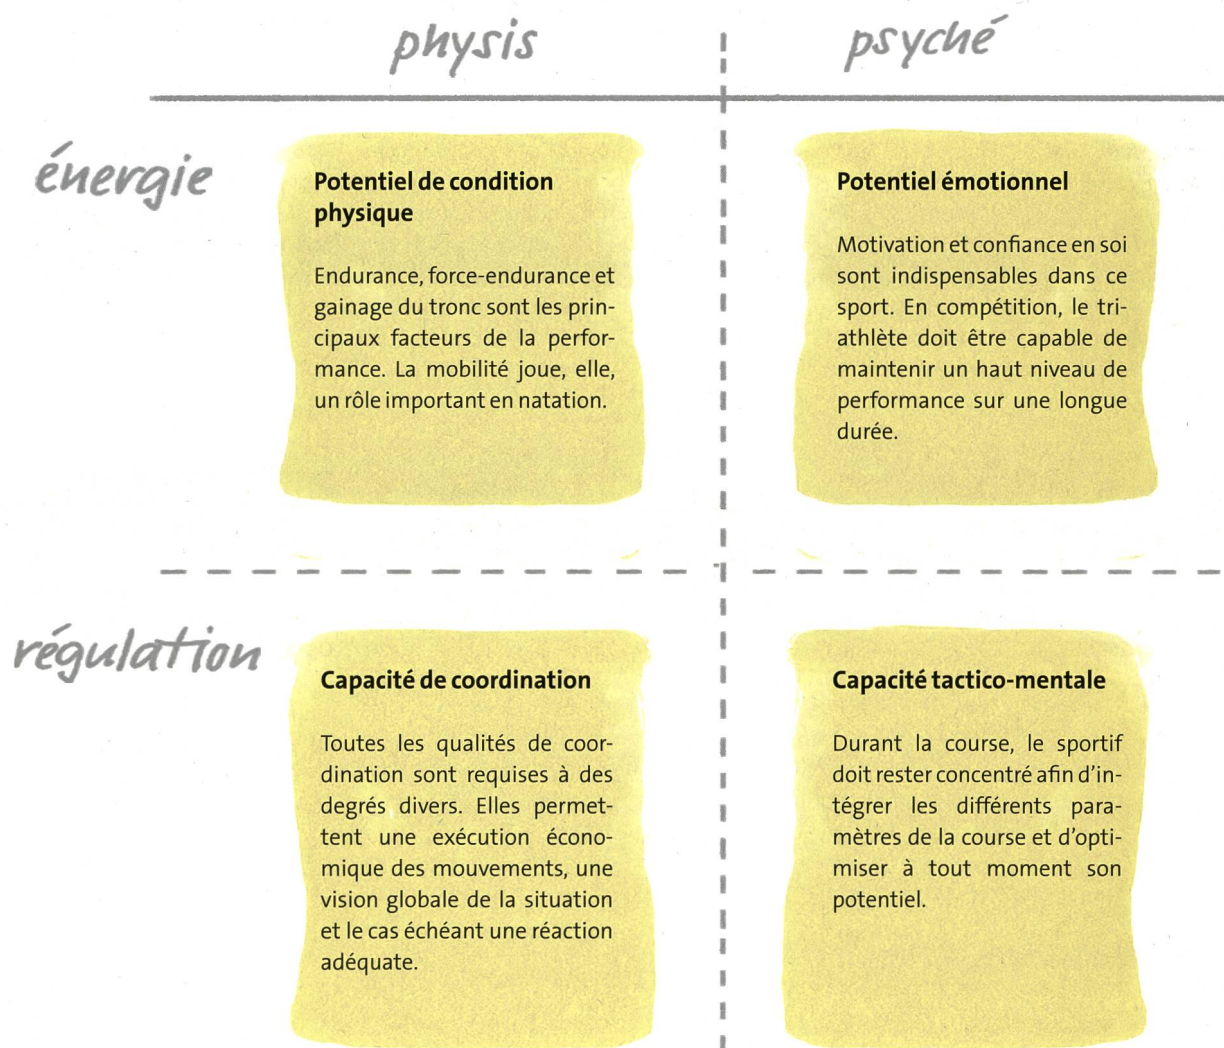 physis
psyché
énergie
Potentiel de condition
physique
Endurance, force-endurance et
gainage du tronc sont les prin-
cipaux facteurs de la perfor-
mance. La mobilité joue, elle,
un rôle important en natation.
Potentiel émotionnel
Motivation et confiance en soi
sont indispensables dans ce
sport. En compétition, le tri-
athlète doit être capable de
maintenir un haut niveau de
performance sur une longue
durée.
régulation
Capacité de coordination
Toutes les qualités de coor-
dination sont requises à des
degrés divers. Elles permet-
tent une exécution écono-
mique des mouvements, une
vision globale de la situation
et le cas échéant une réaction
adéquate.
Capacité tactico-mentale
Durant la course, le sportif
doit rester concentré afin d'in-
tégrer les différents para-
mètres de la course et d'opti-
miser à tout moment son
potentiel.